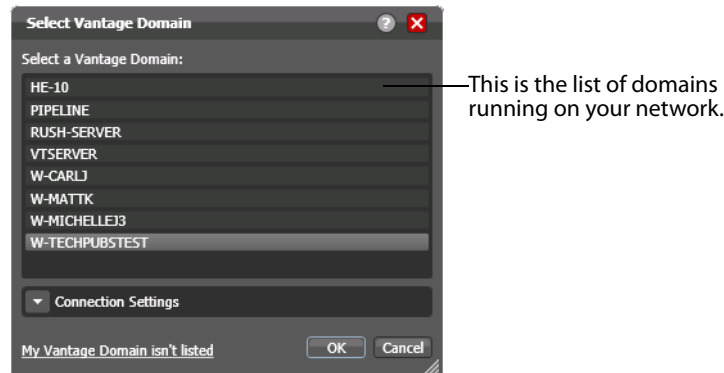 Select Vantage Domain
?
Select a Vantage Domain:
HE-10
This is the list of domains
running on your network.
PIPELINE
RUSH-SERVER
VTSERVER
W-CARLJ
W-MATTK
W-MICHELLEJ3
W-TECHPUBSTEST
Connection Settings
My Vantage Domain isn't listed
OK
Cancel